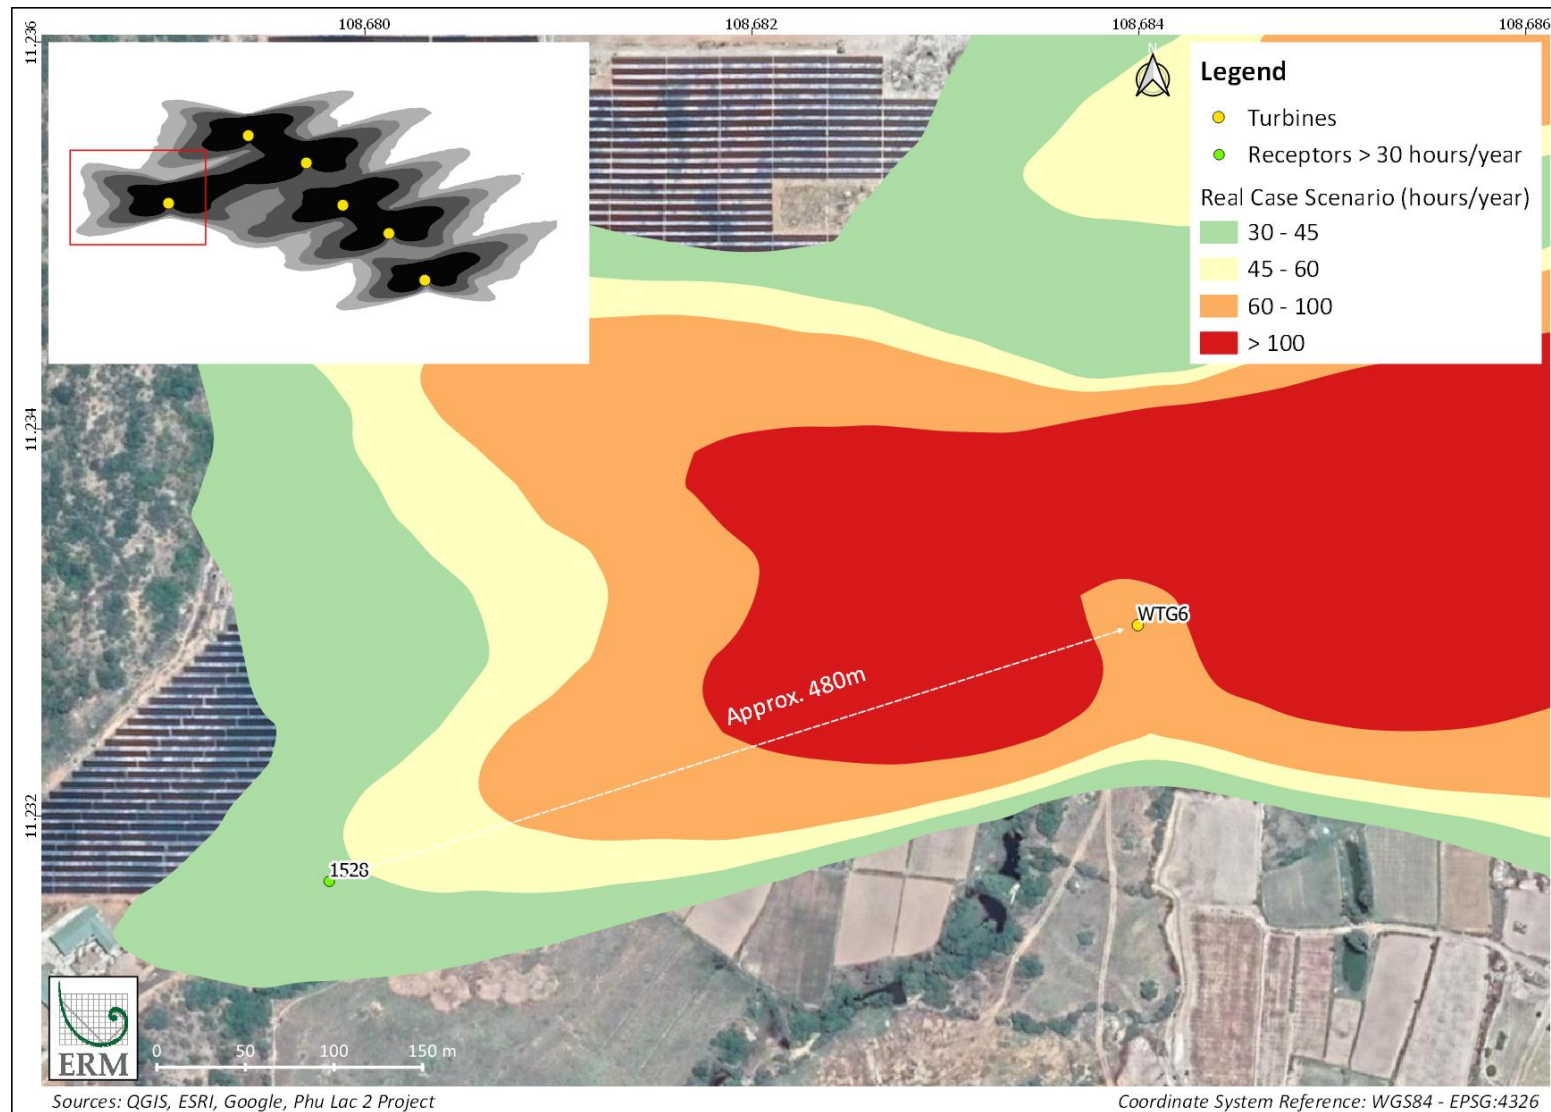 108,680
108,682
108,684
108,686
11,236
11,234
11,232
N
Legend
Turbines
Receptors > 30 hours/year
Real Case Scenario (hours/year)
30 - 45
45 - 60
60 - 100
> 100
WTG6
Approx. 480m
1528
ERM
0 50 100 150 m
Sources: QGIS, ESRI, Google, Phu Lac 2 Project
Coordinate System Reference: WGS84 - EPSG:4326